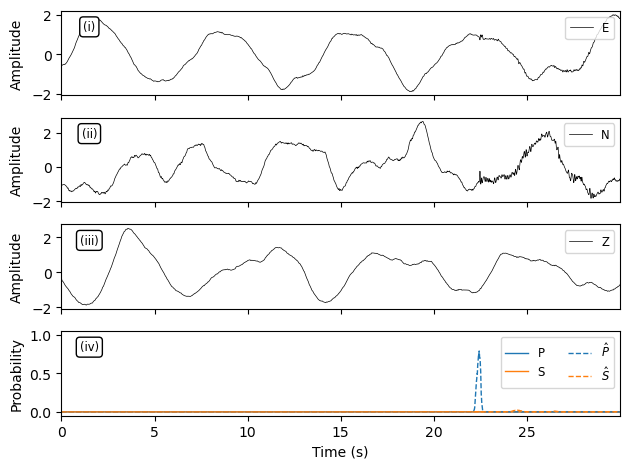 2
0
−2
Amplitude
(i)
E
2
0
−2
Amplitude
(ii)
N
2
0
−2
Amplitude
(iii)
Z
1.0
0.5
0.0
Probability
(iv)
P
S
P̂
Ŝ
0 5 10 15 20 25
Time (s)